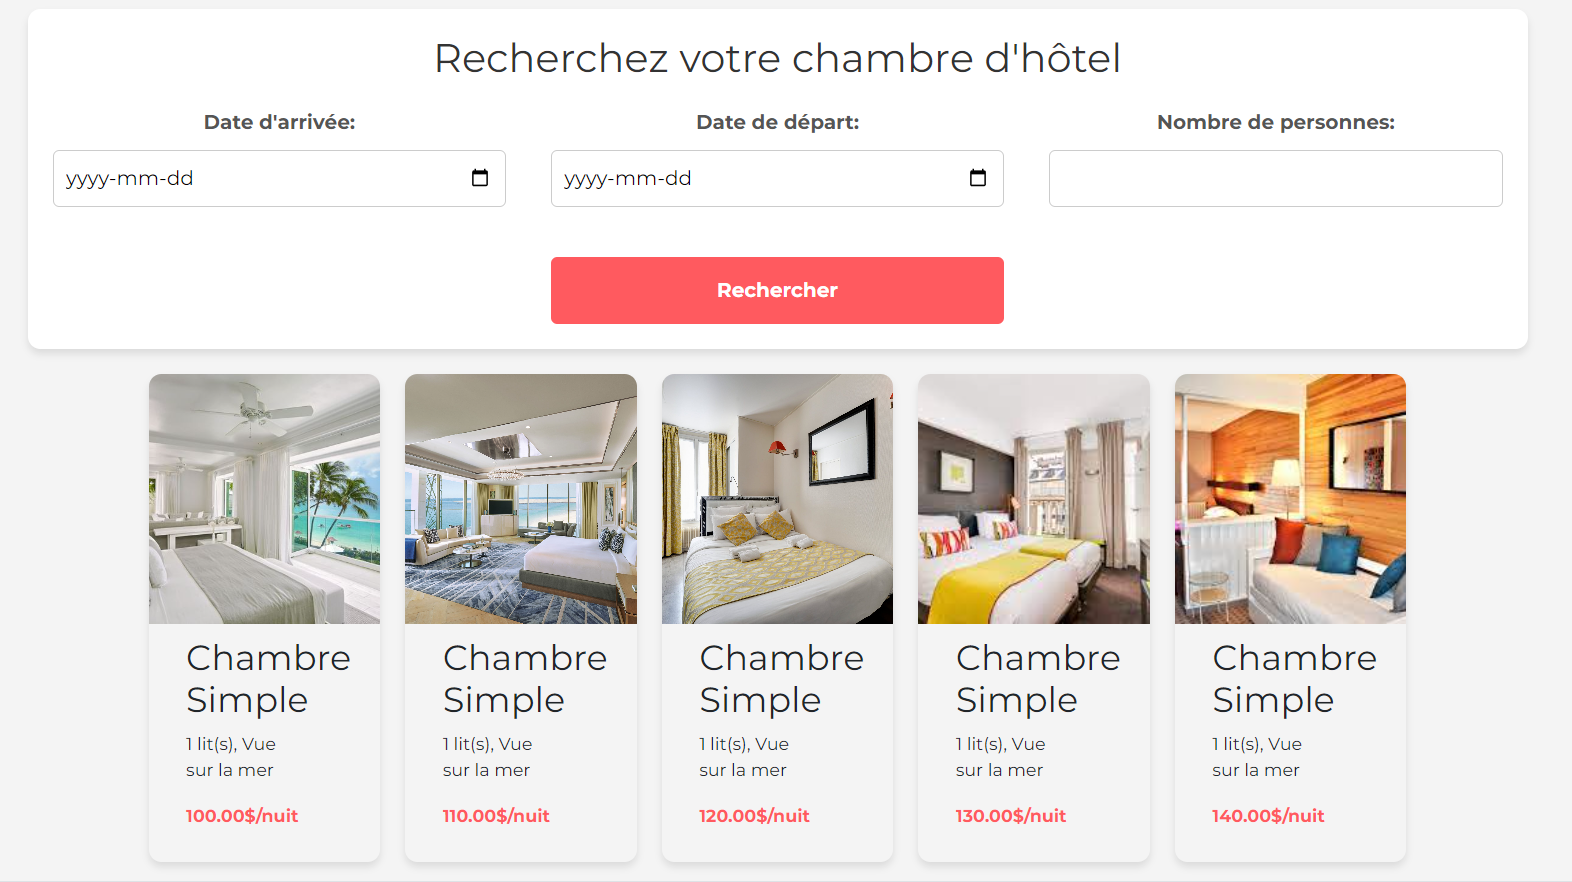 Recherchez votre chambre d'hôtel
Date d'arrivée:
Date de départ:
Nombre de personnes:
yyyy-mm-dd
yyyy-mm-dd
Rechercher
Chambre
Simple
1 lit(s), Vue
sur la mer
100.00$/nuit
Chambre
Simple
1 lit(s), Vue
sur la mer
110.00$/nuit
Chambre
Simple
1 lit(s), Vue
sur la mer
120.00$/nuit
Chambre
Simple
1 lit(s), Vue
sur la mer
130.00$/nuit
Chambre
Simple
1 lit(s), Vue
sur la mer
140.00$/nuit